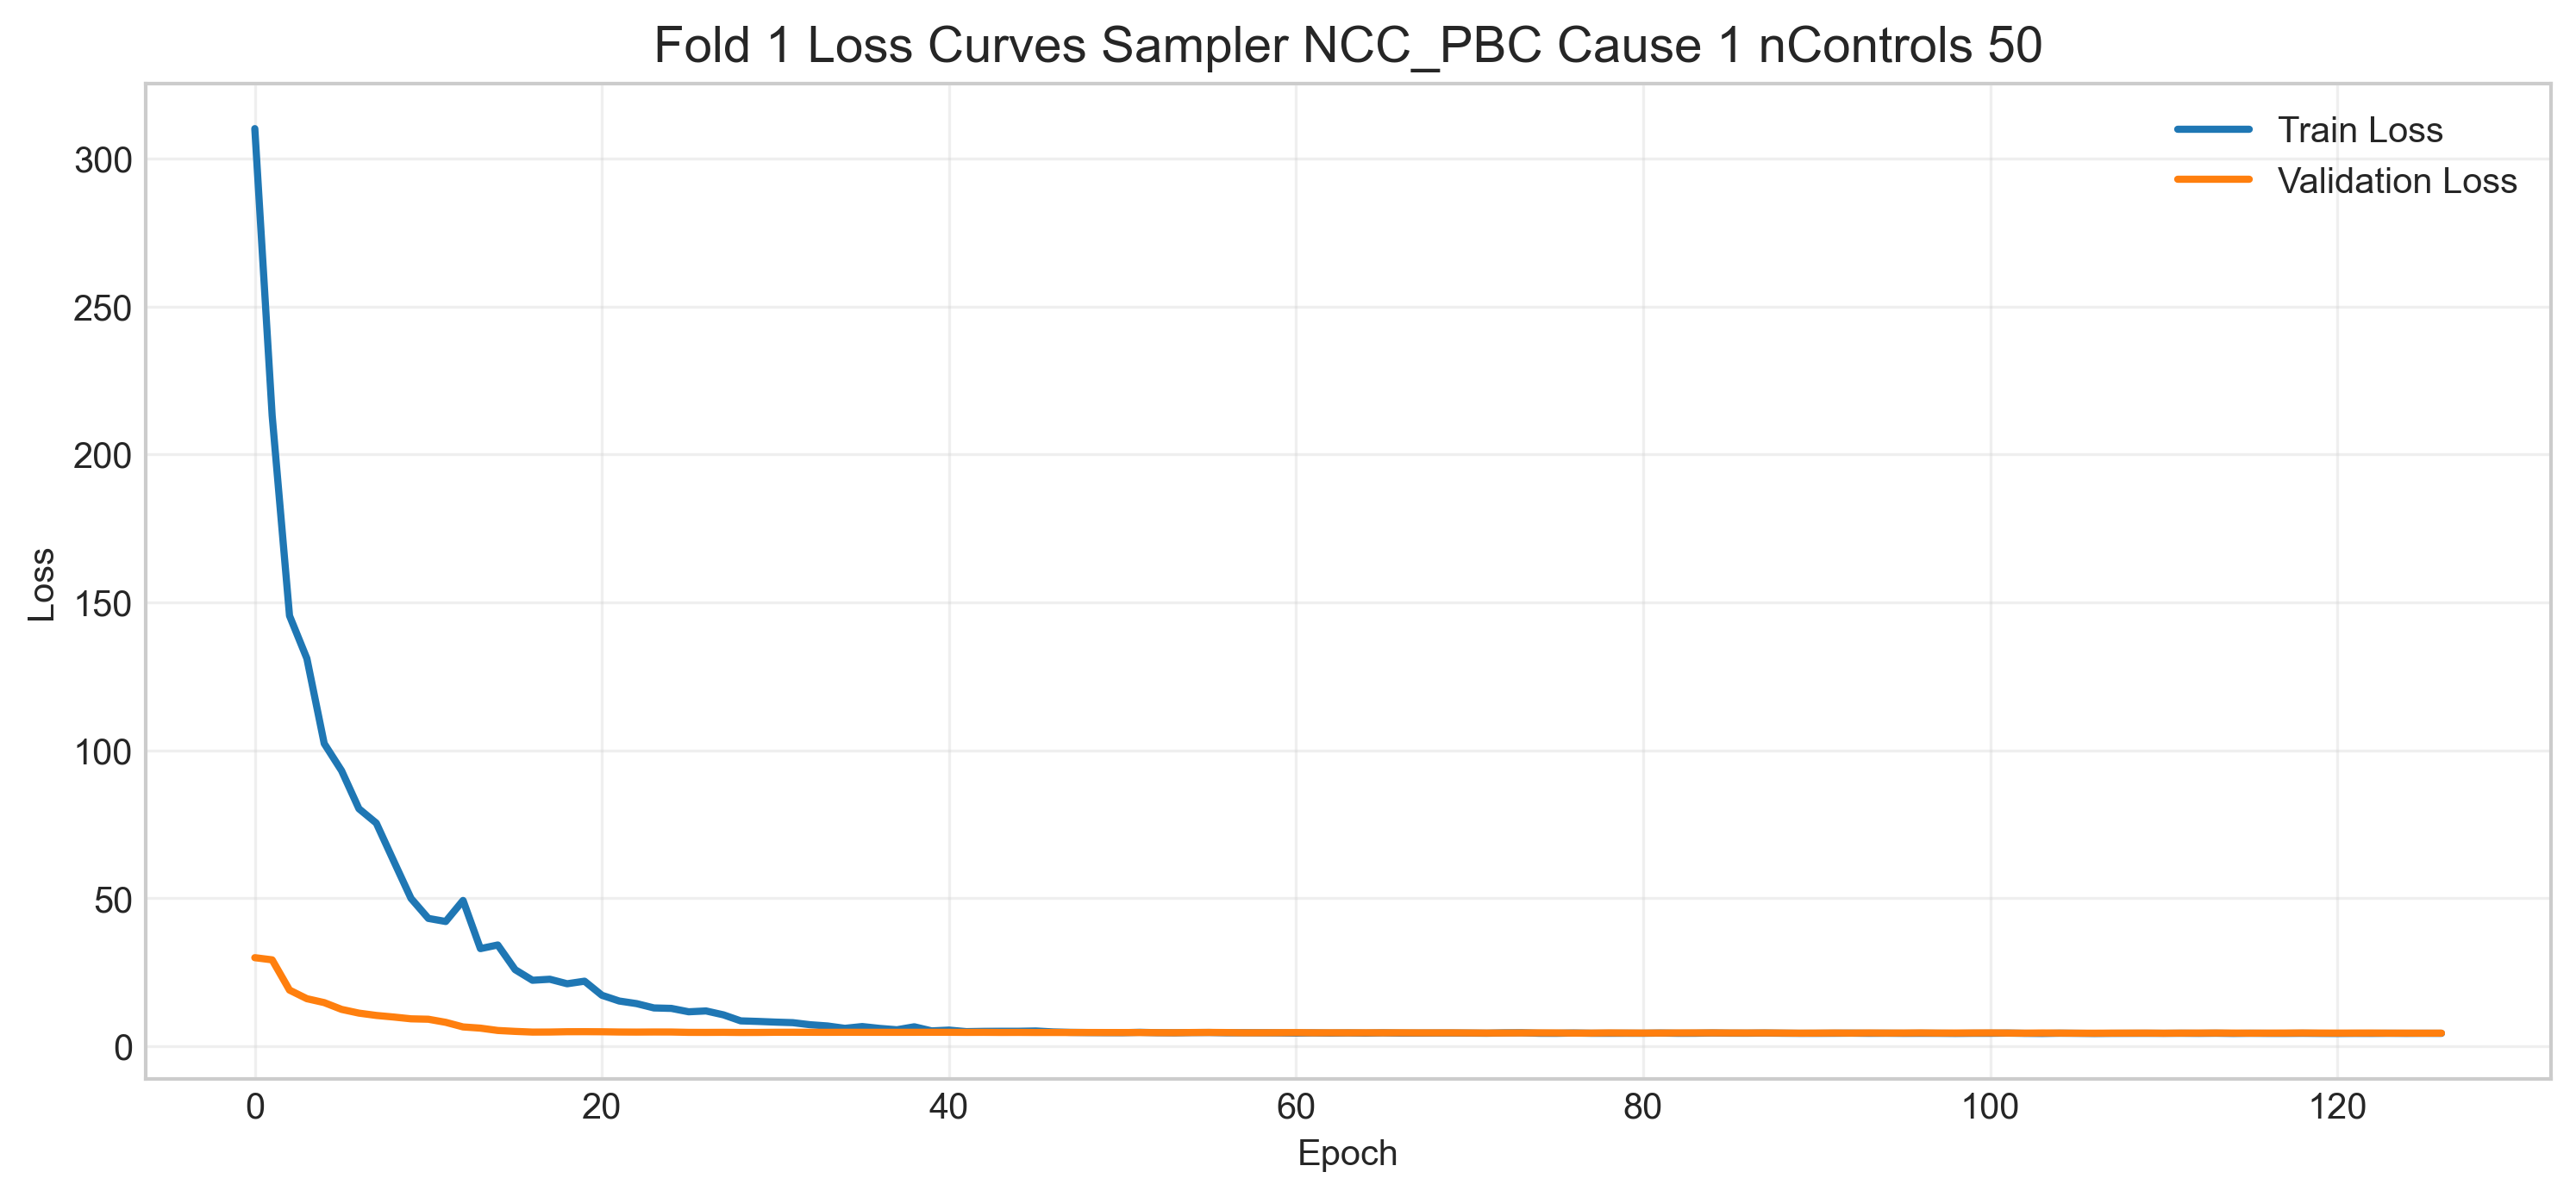 Fold 1 Loss Curves Sampler NCC_PBC Cause 1 nControls 50
Train Loss
Validation Loss
300
250
200
150
100
50
0
Loss
0 20 40 60 80 100 120
Epoch